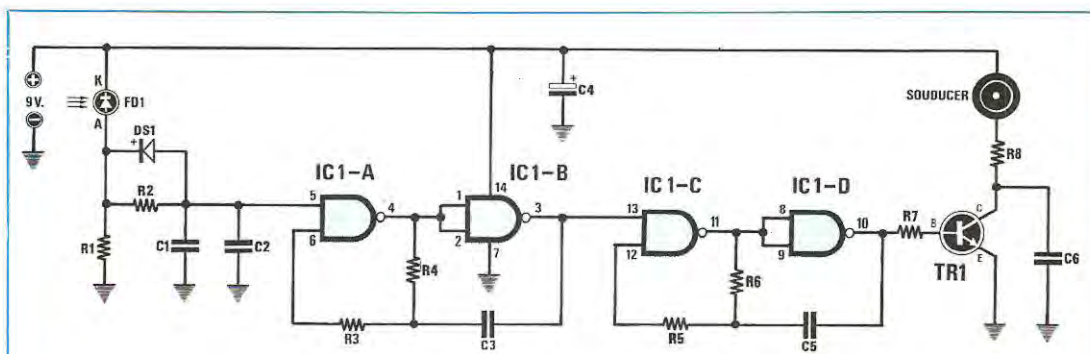 9V.
K
FD1
A
DS1
+
R2
R1
C1
C2
IC1-A
5
6
4
R4
R3
C3
IC1-B
14
1
2
3
7
+
C4
IC1-C
13
12
11
R6
R5
C5
IC1-D
8
9
10
R7
B
C
E
TR1
SOUDUCER
R8
C6